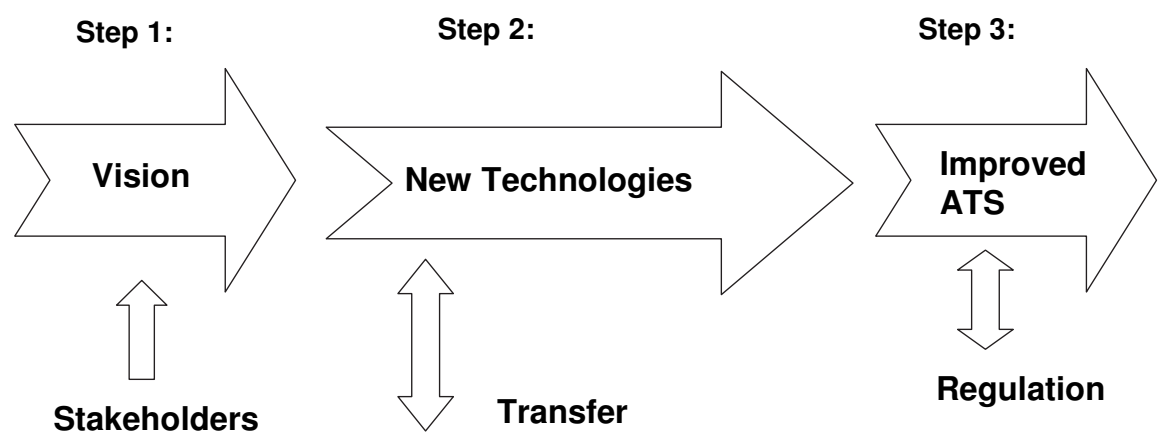 Step 1:
Step 2:
Step 3:
Vision
New Technologies
Improved
ATS
Stakeholders
Transfer
Regulation